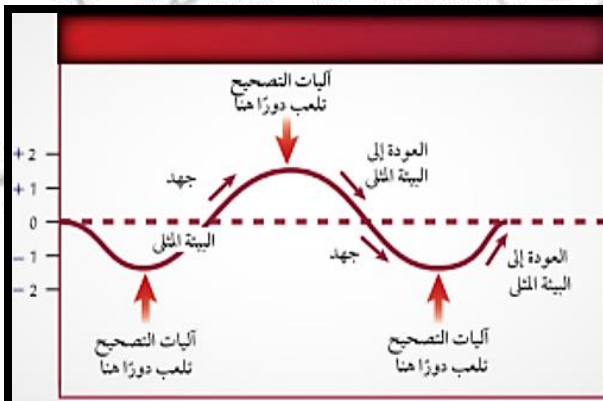 آليات التصحيح
تلعب دورًا هنا
العودة إلى
البيئة المثلى
جهد
+ 2
+ 1
0
- 1
- 2
البيئة المثلى
جهد
العودة إلى
البيئة المثلى
آليات التصحيح
تلعب دورًا هنا
آليات التصحيح
تلعب دورًا هنا